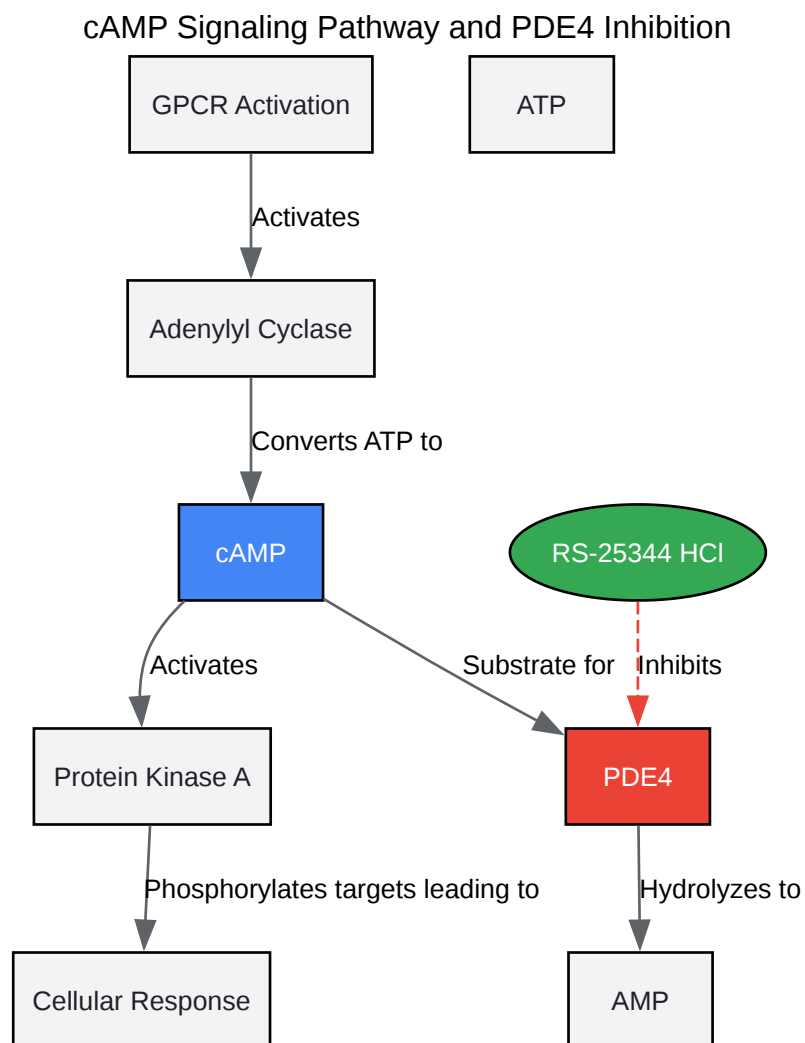 cAMP Signaling Pathway and PDE4 Inhibition
GPCR Activation
ATP
Activates
Adenylyl Cyclase
Converts ATP to
cAMP
RS-25344 HCl
Activates
Substrate for
Inhibits
Protein Kinase A
PDE4
Phosphorylates targets leading to
Hydrolyzes to
Cellular Response
AMP